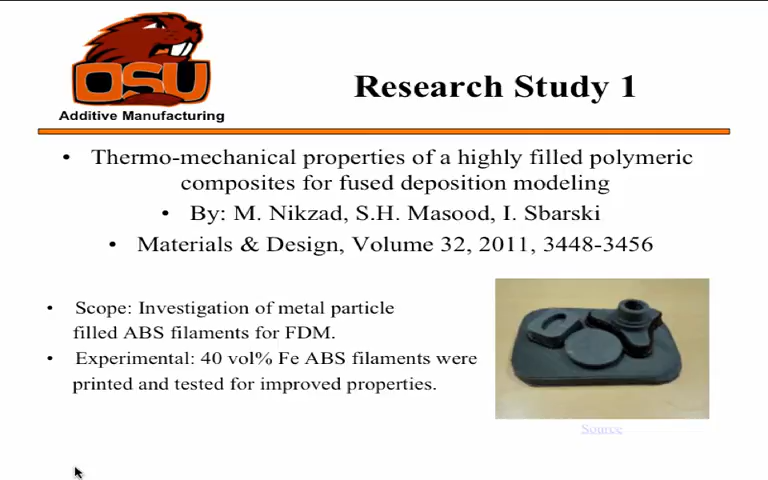 OSU
Additive Manufacturing
Research Study 1
• Thermo-mechanical properties of a highly filled polymeric
composites for fused deposition modeling
• By: M. Nikzad, S.H. Masood, I. Sbarski
• Materials & Design, Volume 32, 2011, 3448-3456
• Scope: Investigation of metal particle
filled ABS filaments for FDM.
• Experimental: 40 vol% Fe ABS filaments were
printed and tested for improved properties.
Source